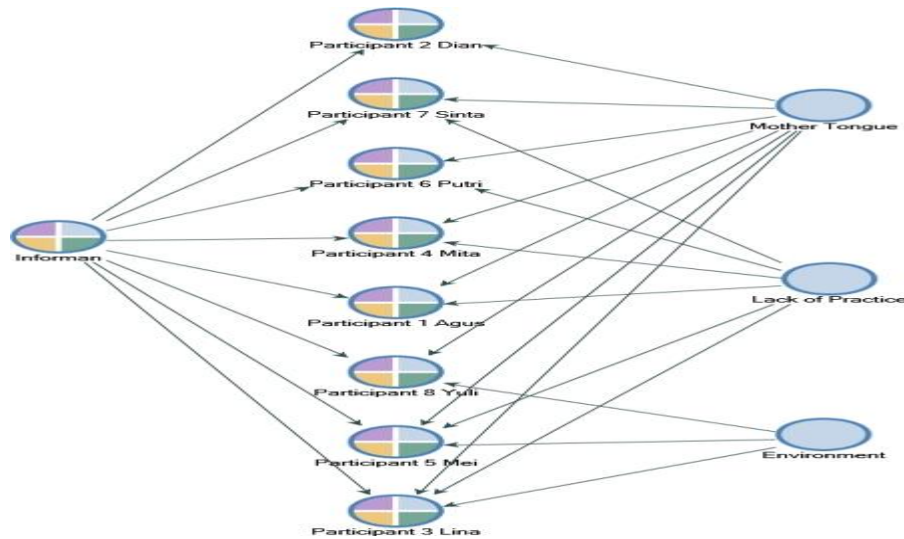 Participant 2 Dian
Participant 7 Sinta
Mother Tongue
Participant 6 Putri
Informan
Participant 4 Mita
Lack of Practice
Participant 1 Agus
Participant 8 Yuli
Participant 5 Mei
Environment
Participant 3 Lina